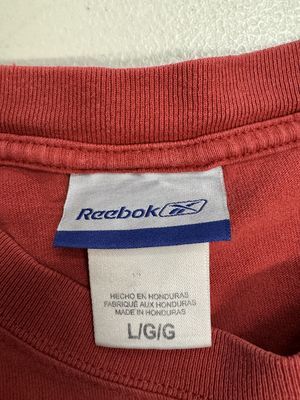 Reebok
HECHO EN HONDURAS
FABRIQUÉ AUX HONDURAS
MADE IN HONDURAS
L/G/G